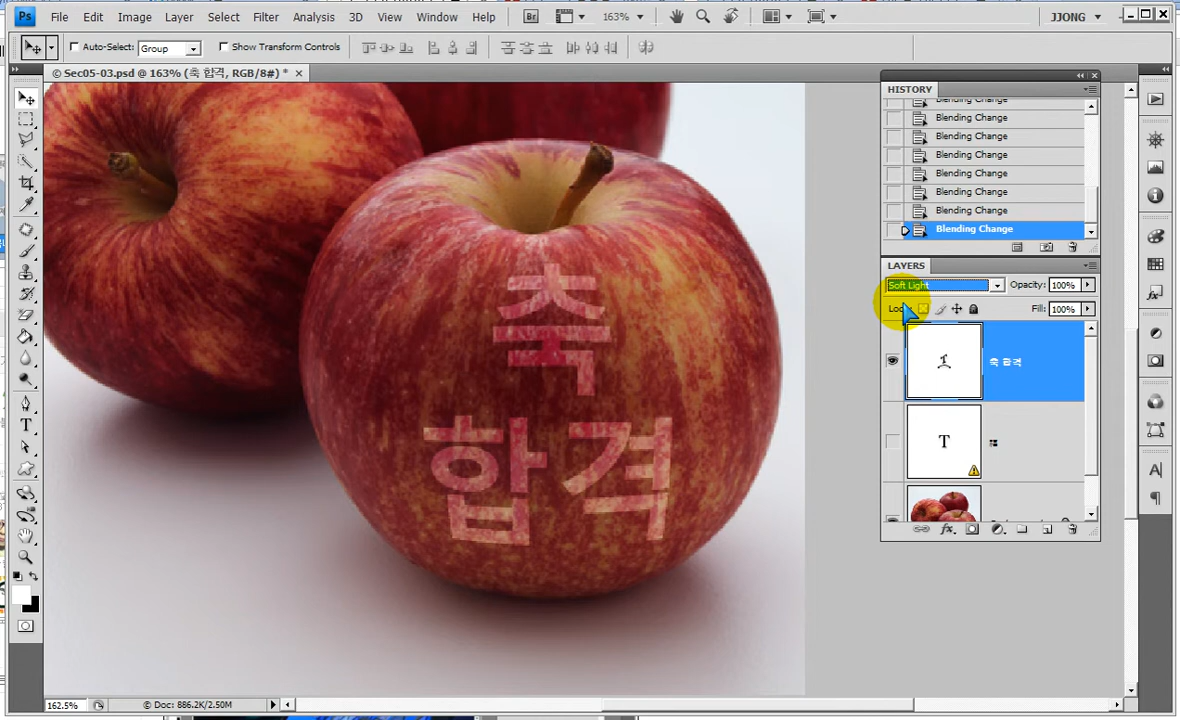 Ps File Edit Image Layer Select Filter Analysis 3D View Window Help Br 163% JJONG
Auto-Select: Group Show Transform Controls
© Sec05-03.psd @ 163% (축 합격, RGB/8#) * ×
HISTORY
Blending Change
Blending Change
Blending Change
Blending Change
Blending Change
Blending Change
Blending Change
Blending Change
LAYERS
Soft Light Opacity: 100%
Lock: Fill: 100%
축 합격
T
축
합격
T
A
162.5% © Doc: 886.2K/2.50M